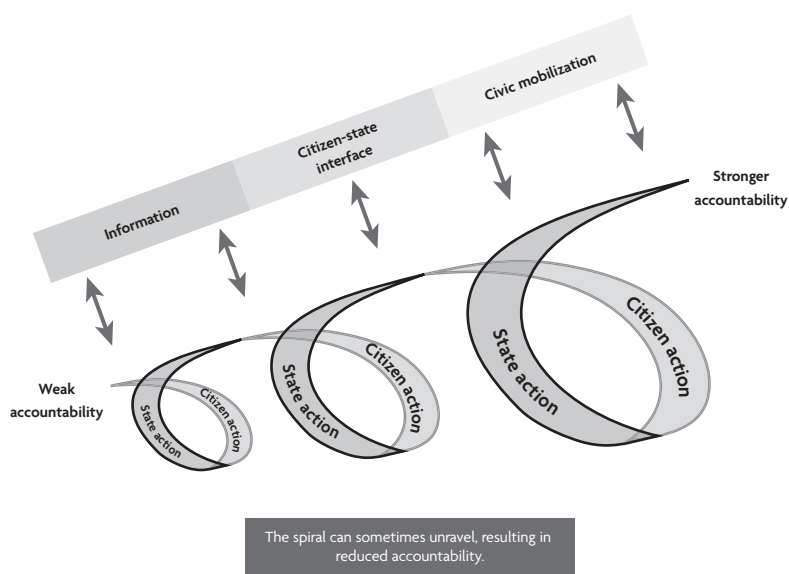 Civic mobilization
Citizen-state
interface
Information
Stronger
accountability
Weak
accountability
State action
Citizen action
State action
Citizen action
State action
Citizen action
The spiral can sometimes unravel, resulting in
reduced accountability.